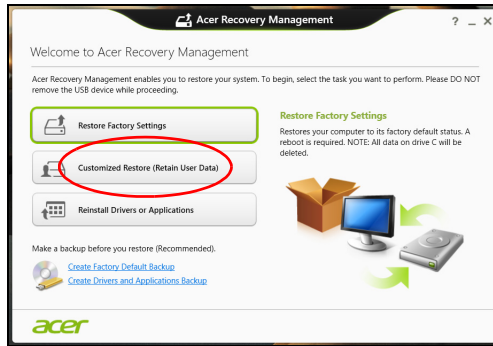 Acer Recovery Management
Welcome to Acer Recovery Management
Acer Recovery Management enables you to restore your system. To begin, select the task you want to perform. Please DO NOT
remove the USB device while proceeding.
Restore Factory Settings
Customized Restore (Retain User Data)
Reinstall Drivers or Applications
Restore Factory Settings
Restores your computer to its factory default status. A
reboot is required. NOTE: All data on drive C will be
deleted.
Make a backup before you restore (Recommended).
Create Factory Default Backup
Create Drivers and Applications Backup
acer